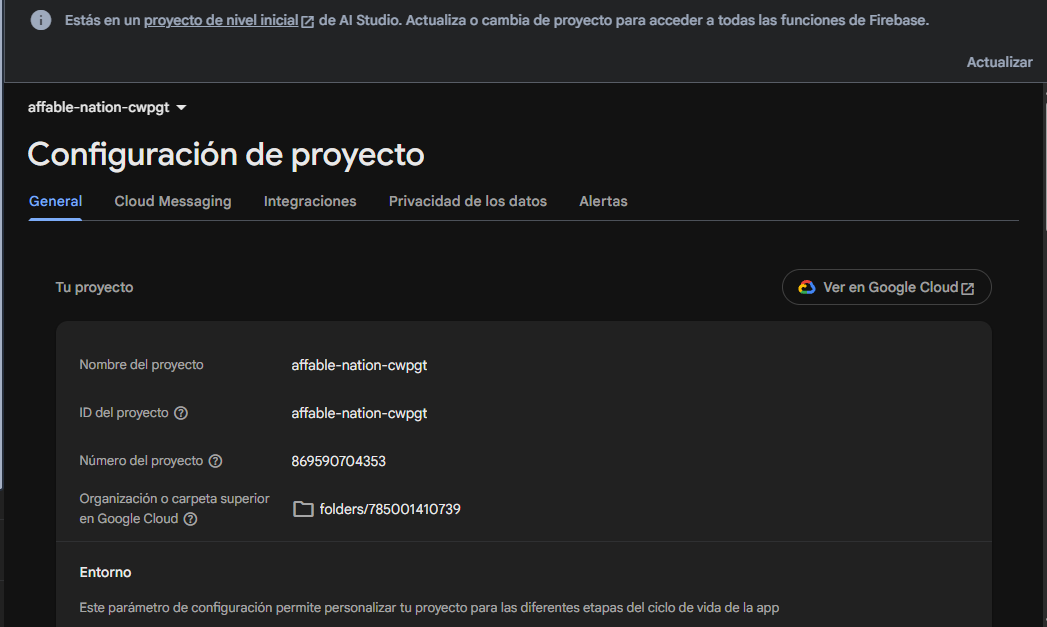 Estás en un proyecto de nivel inicial de AI Studio. Actualiza o cambia de proyecto para acceder a todas las funciones de Firebase.
Actualizar
affable-nation-cwpgt
Configuración de proyecto
General Cloud Messaging Integraciones Privacidad de los datos Alertas
Tu proyecto Ver en Google Cloud
Nombre del proyecto affable-nation-cwpgt
ID del proyecto affable-nation-cwpgt
Número del proyecto 869590704353
Organización o carpeta superior
en Google Cloud folders/785001410739
Entorno
Este parámetro de configuración permite personalizar tu proyecto para las diferentes etapas del ciclo de vida de la app